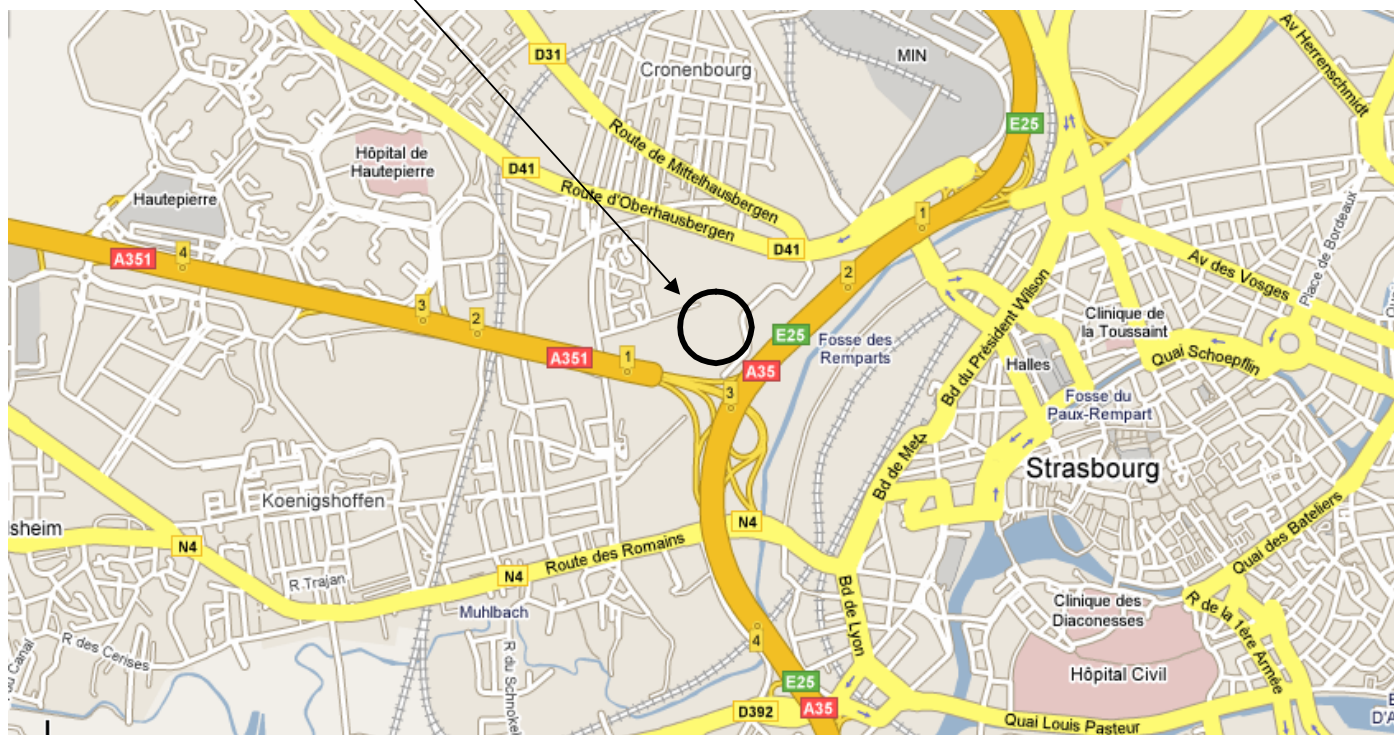 MIN
D31
Cronenbourg
Av Herrenschmidt
E25
Route de Mittelhausbergen
Hôpital de
Hautepierre
D41
Route d'Oberhausbergen
Hautepierre
Place de Bordeaux
1
D41
Av des Vosges
A351
4
2
Bd du Président Wilson
3
2
E25
Fosse des
Remparts
Clinique de
la Toussaint
A351
1
A35
Halles
Quai Schoepflin
3
Fosse du
Paux-Rempart
Bd de Metz
Strasbourg
Koenigshoffen
lsheim
N4
N4
Route des Romains
Quai des Bateliers
N4
R.Trajan
Bd de Lyon
Muhlbach
Clinique des
Diaconesses
R de la 1ère Armée
R des Cerises
4
R du Schnoke
Canal
Hôpital Civil
E25
A35
D392
Quai Louis Pasteur
D'A